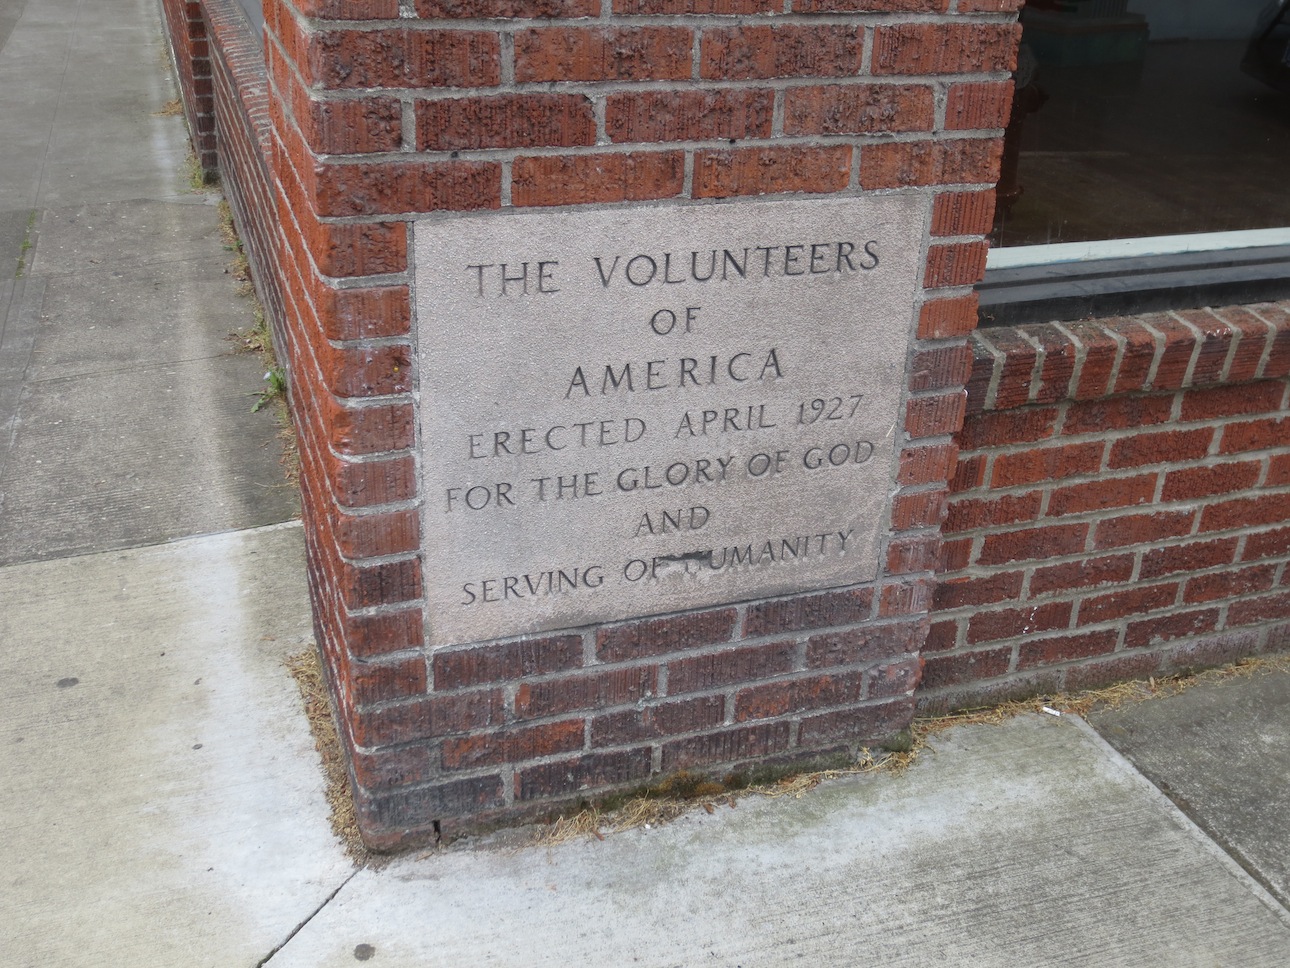 THE VOLUNTEERS
OF
AMERICA
ERECTED APRIL 1927
FOR THE GLORY OF GOD
AND
SERVING OF HUMANITY